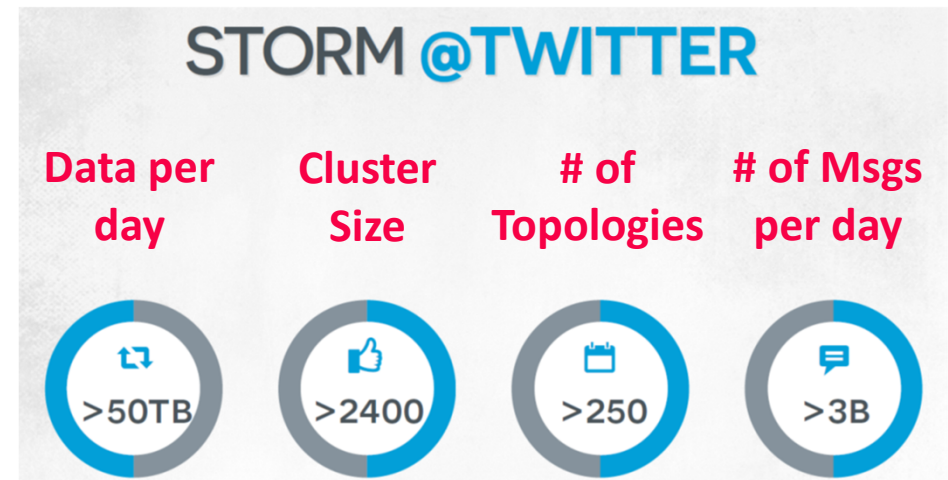 STORM @TWITTER
Data per day
Cluster Size
# of Topologies
# of Msgs per day
>50TB
>2400
>250
>3B